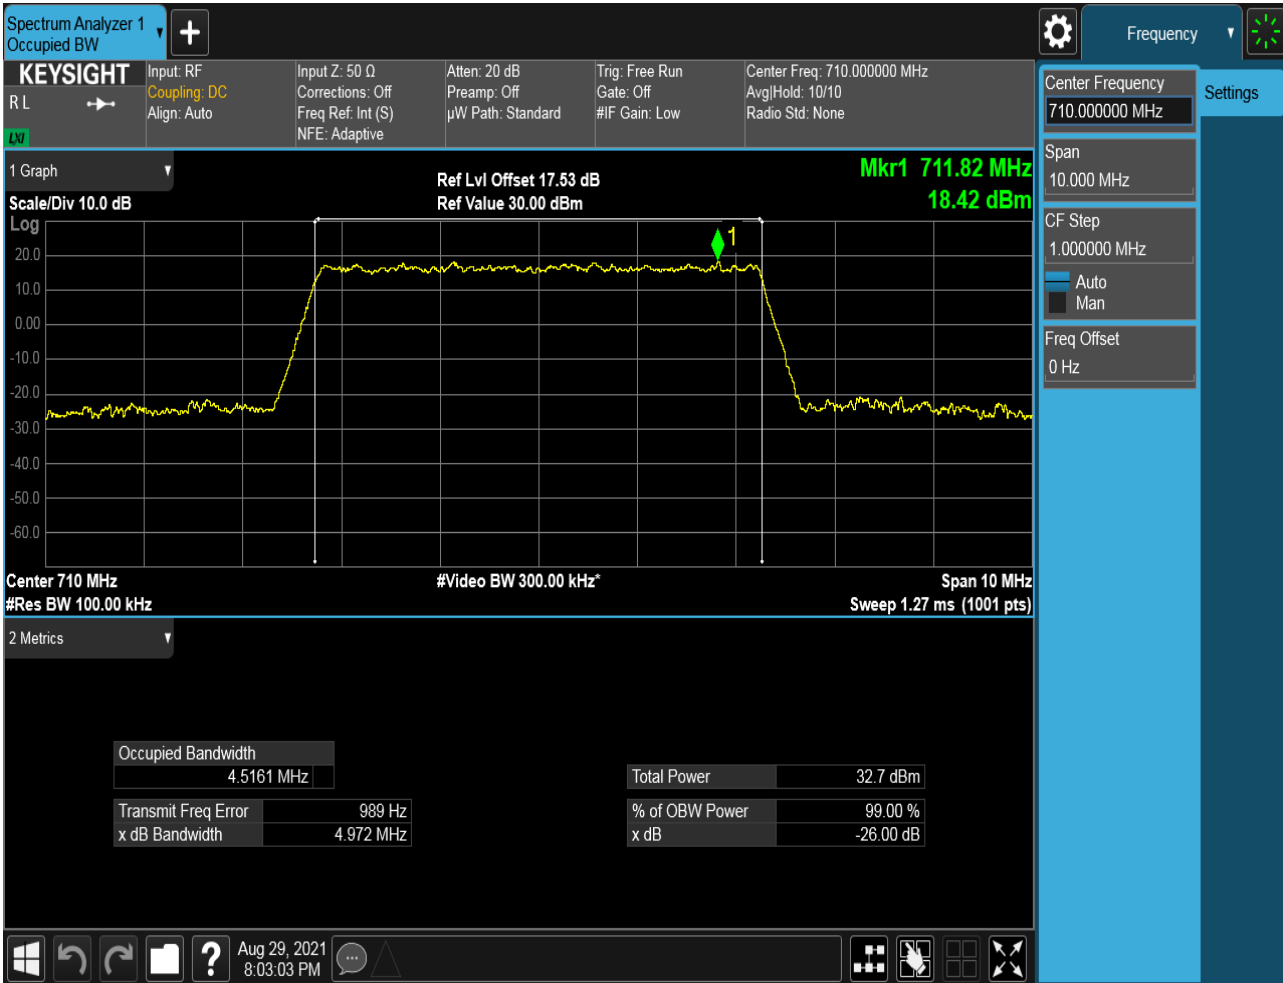 Spectrum Analyzer 1
Occupied BW
+
Frequency
KEYSIGHT
R L
LXI
Input: RF
Coupling: DC
Align: Auto
Input Z: 50 Ω
Corrections: Off
Freq Ref: Int (S)
NFE: Adaptive
Atten: 20 dB
Preamp: Off
µW Path: Standard
Trig: Free Run
Gate: Off
#IF Gain: Low
Center Freq: 710.000000 MHz
Avg|Hold: 10/10
Radio Std: None
Center Frequency
710.000000 MHz
Settings
Span
10.000 MHz
CF Step
1.000000 MHz
Auto
Man
Freq Offset
0 Hz
1 Graph
Scale/Div 10.0 dB
Ref Lvl Offset 17.53 dB
Ref Value 30.00 dBm
Mkr1 711.82 MHz
18.42 dBm
Log
1
20.0
10.0
0.00
-10.0
-20.0
-30.0
-40.0
-50.0
-60.0
Center 710 MHz
#Video BW 300.00 kHz*
Span 10 MHz
#Res BW 100.00 kHz
Sweep 1.27 ms (1001 pts)
2 Metrics
Occupied Bandwidth
4.5161 MHz
Total Power 32.7 dBm
Transmit Freq Error 989 Hz
% of OBW Power 99.00 %
x dB Bandwidth 4.972 MHz
x dB -26.00 dB
?
Aug 29, 2021
8:03:03 PM